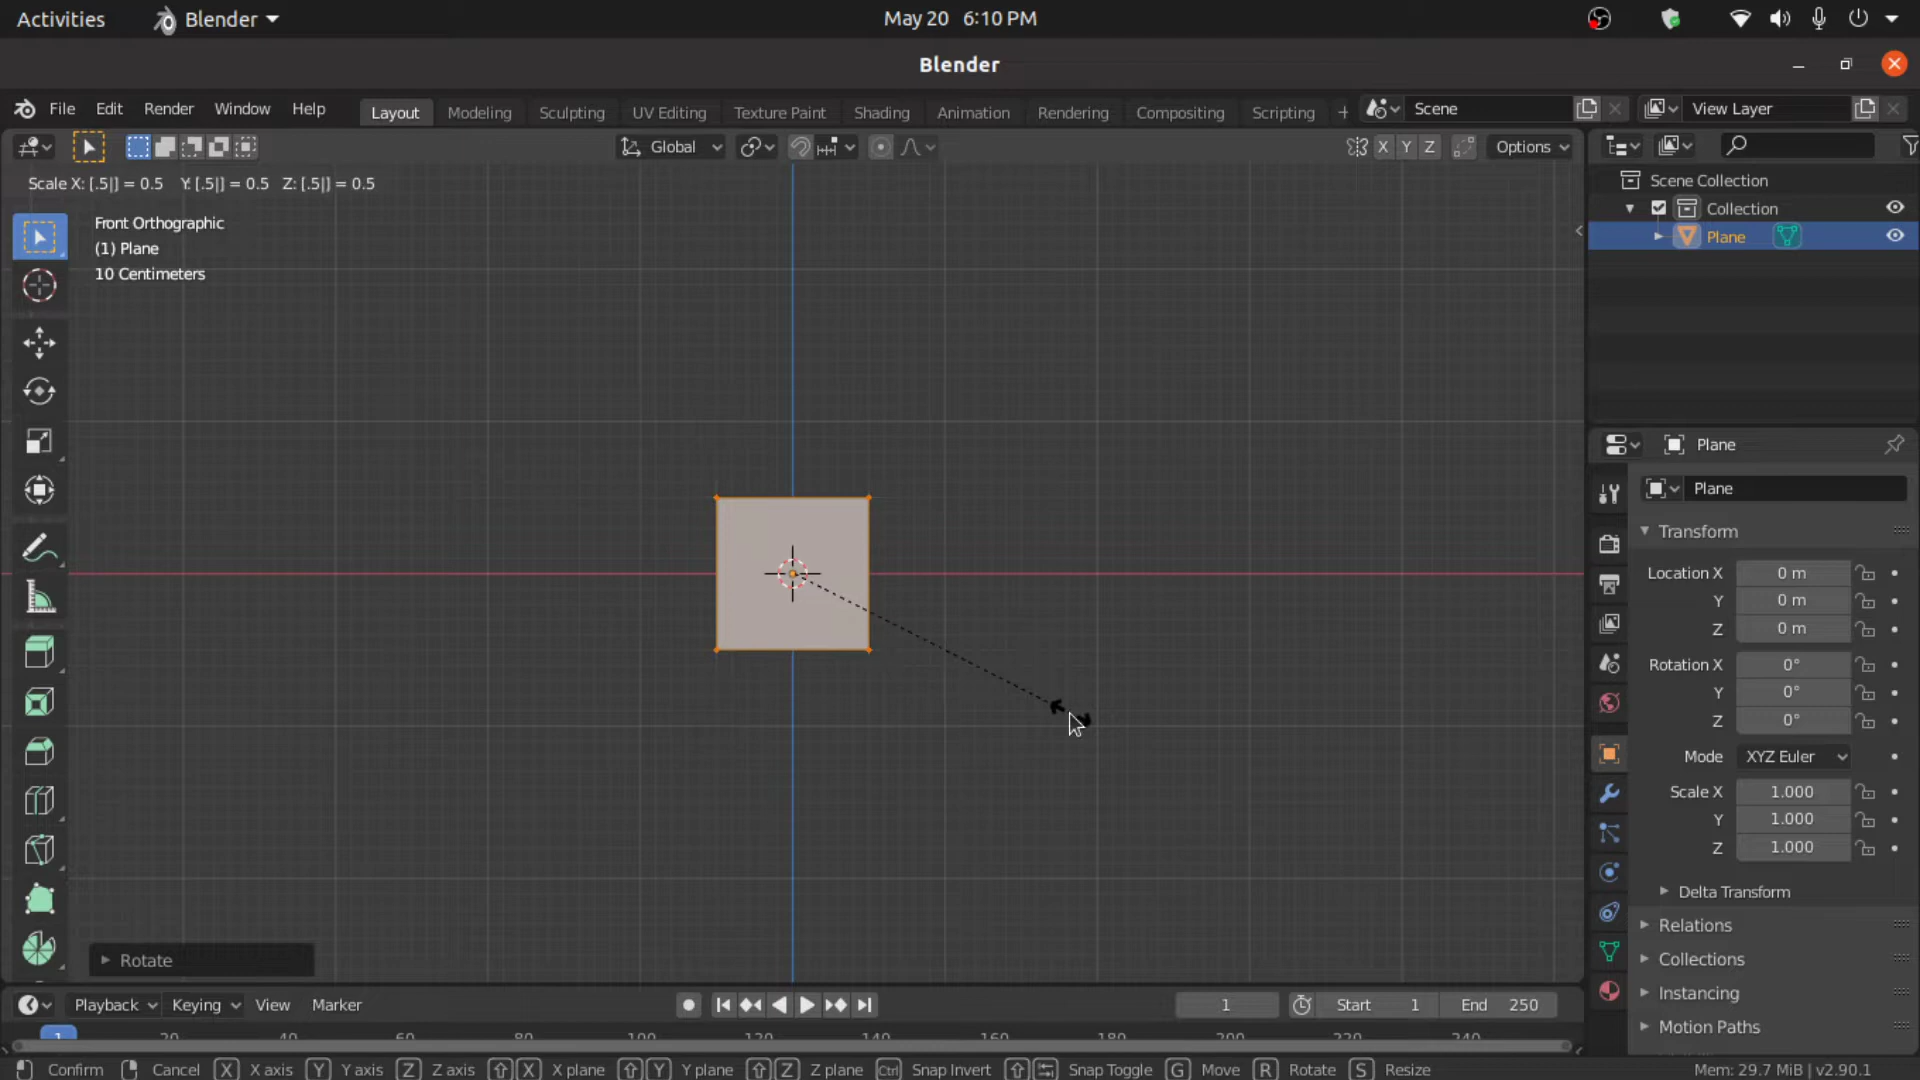 Activities Blender May 20 6:10 PM
Blender
File Edit Render Window Help Layout Modeling Sculpting UV Editing Texture Paint Shading Animation Rendering Compositing Scripting + Scene View Layer
Global X Y Z Options
Scale X: [.5|] = 0.5 Y: [.5|] = 0.5 Z: [.5|] = 0.5
Front Orthographic
(1) Plane
10 Centimeters
Scene Collection
Collection
Plane
Plane
Plane
Transform
Location X 0 m
Y 0 m
Z 0 m
Rotation X 0°
Y 0°
Z 0°
Mode XYZ Euler
Scale X 1.000
Y 1.000
Z 1.000
Delta Transform
Relations
Collections
Instancing
Motion Paths
Rotate
Playback Keying View Marker 1 Start 1 End 250
1 20 40 60 100 120 140 160 180 200 220 240
Confirm Cancel X X axis Y Y axis Z Z axis X X plane Y Y plane Z Z plane Ctrl Snap Invert Snap Toggle G Move R Rotate S Resize Mem: 29.7 MiB | v2.90.1